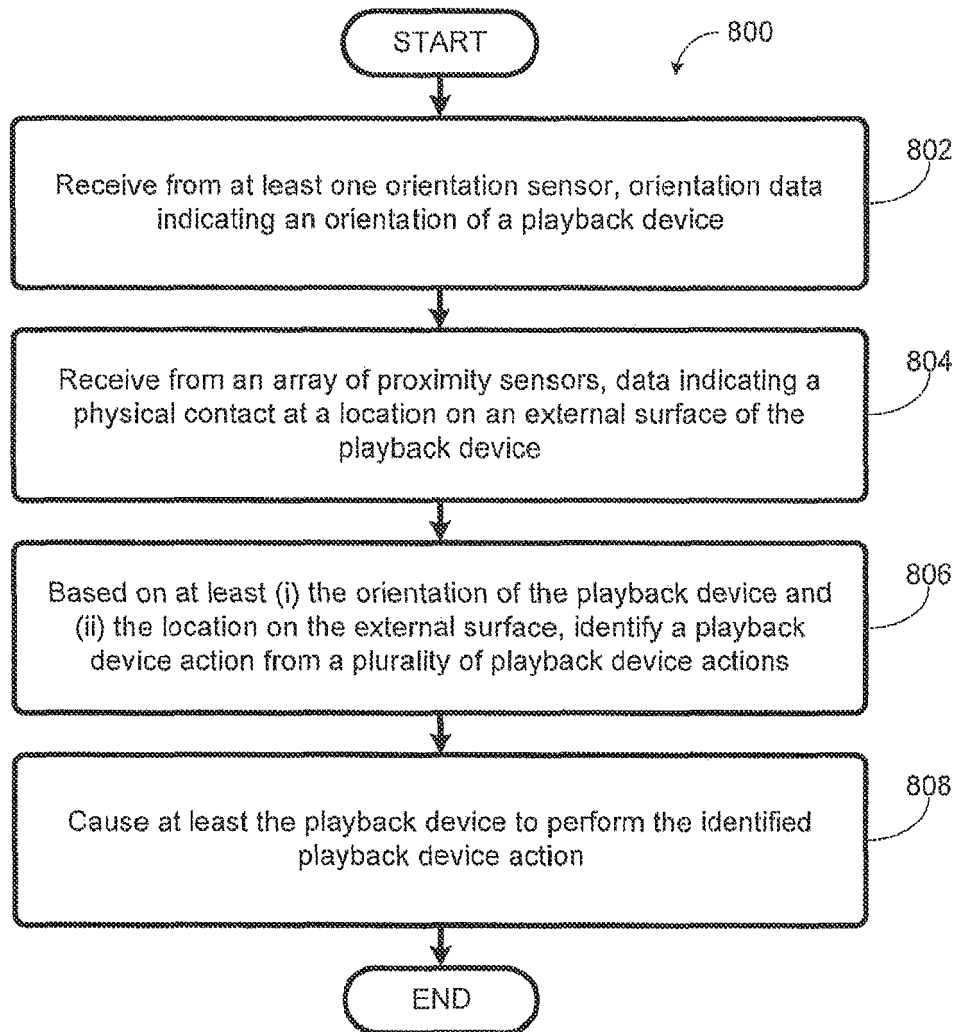 START
800
802
Receive from at least one orientation sensor, orientation data
indicating an orientation of a playback device
804
Receive from an array of proximity sensors, data indicating a
physical contact at a location on an external surface of the
playback device
806
Based on at least (i) the orientation of the playback device and
(ii) the location on the external surface, identify a playback
device action from a plurality of playback device actions
808
Cause at least the playback device to perform the identified
playback device action
END